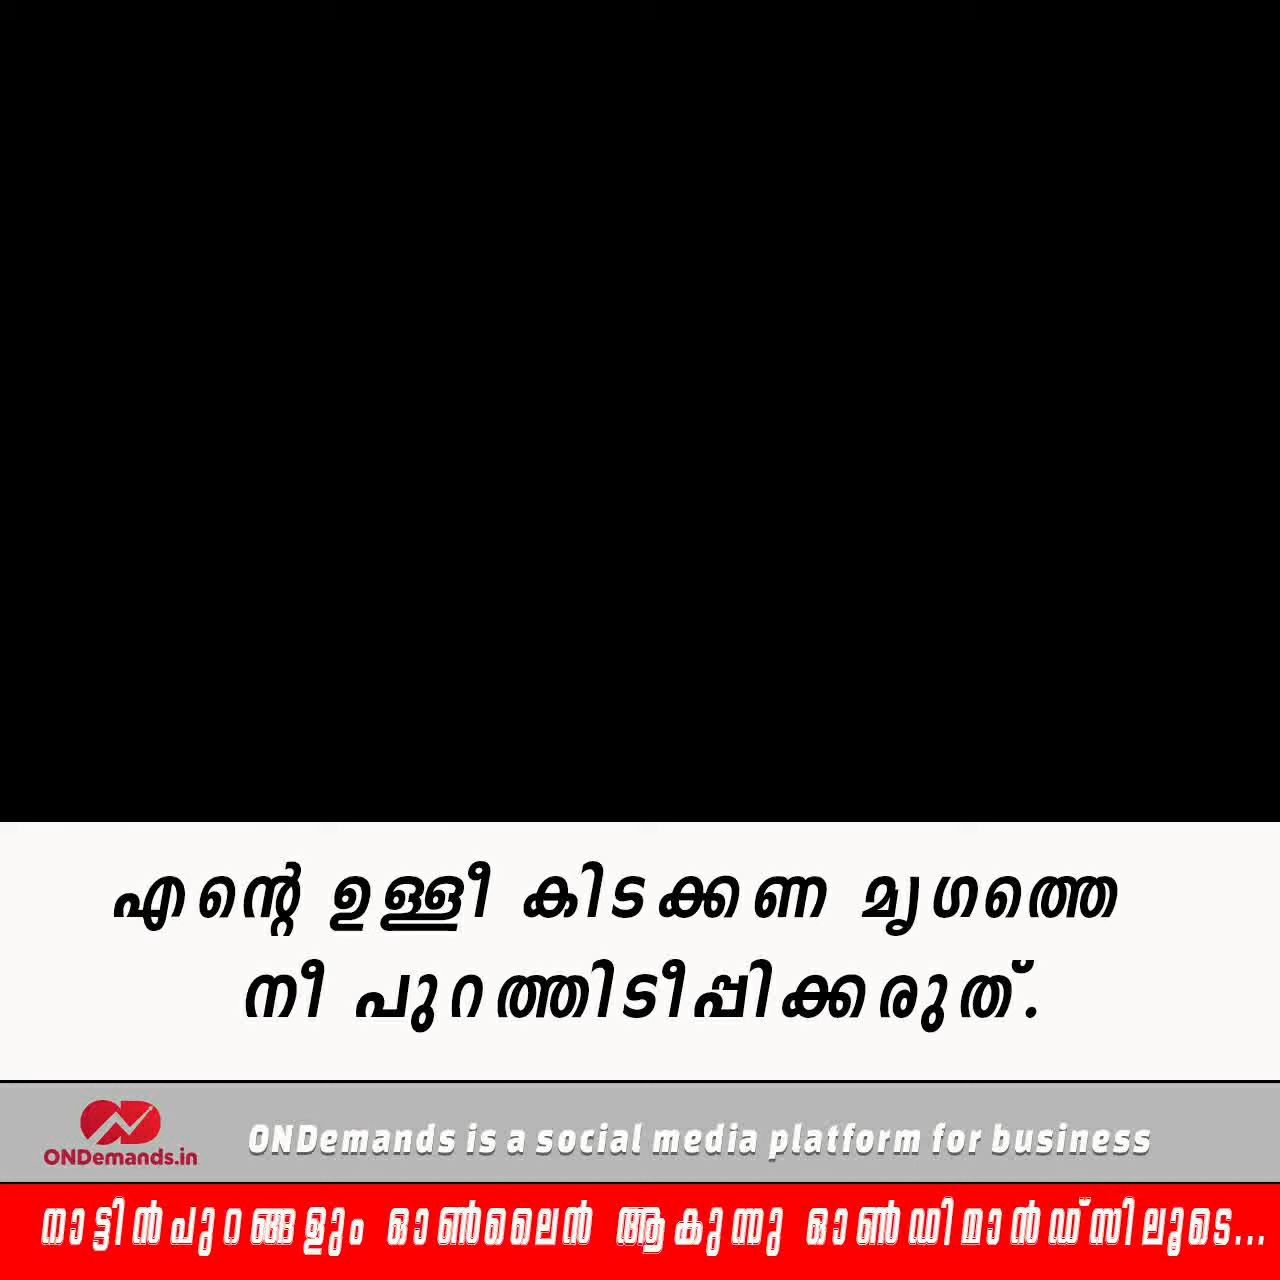 എന്റെ ഉള്ളീ കിടക്കണ മൃഗത്തെ
നീ പുറത്തിടീപ്പിക്കരുത്.
ONDemands.in
ONDemands is a social media platform for business
നാട്ടിൻപുറങ്ങളും ഓൺലൈൻ ആകുന്നു ഓൺഡിമാൻഡ്സിലൂടെ...